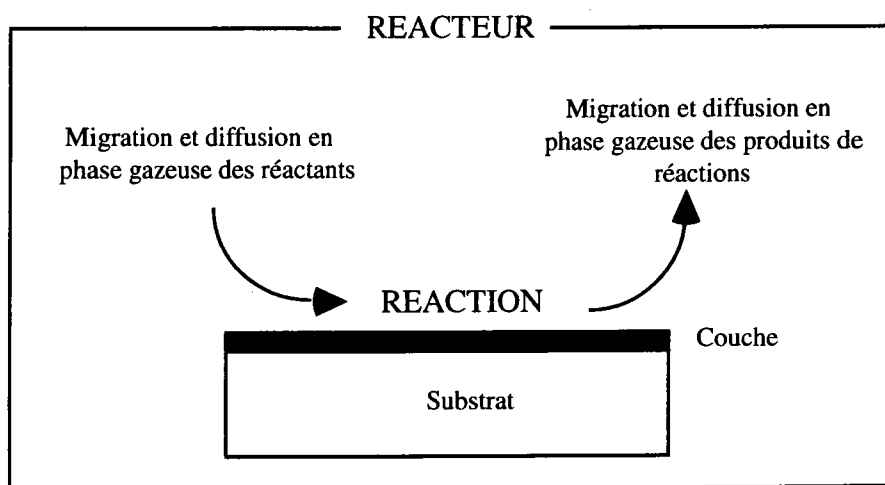 REACTEUR
Migration et diffusion en
phase gazeuse des réactants
Migration et diffusion en
phase gazeuse des produits de
réactions
REACTION
Couche
Substrat